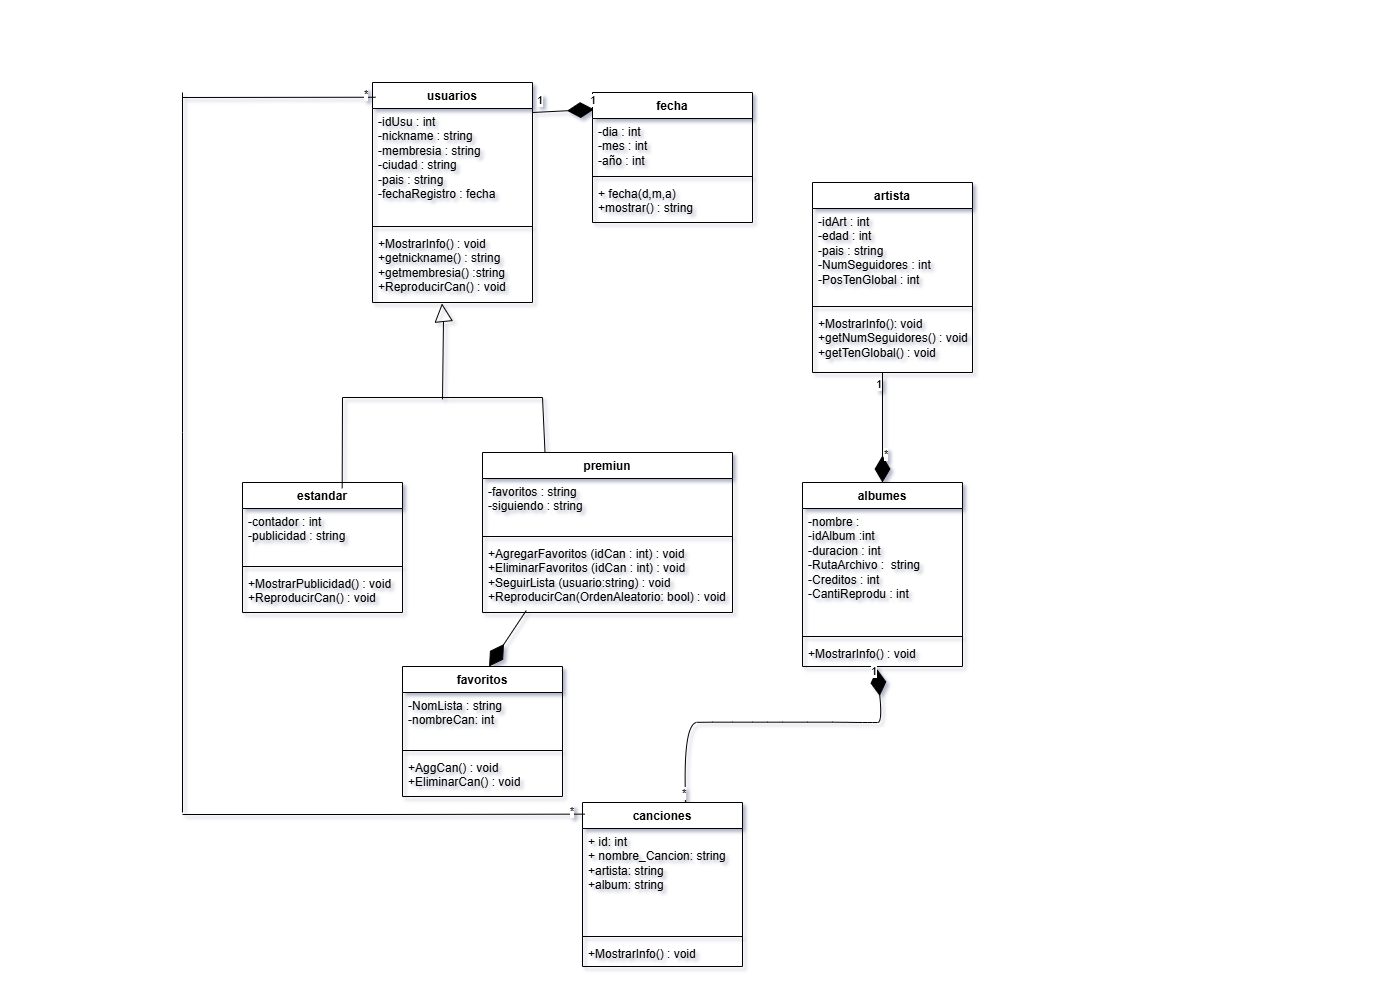 *
usuarios
-idUsu : int
-nickname : string
-membresia : string
-ciudad : string
-pais : string
-fechaRegistro : fecha
+MostrarInfo() : void
+getnickname() : string
+getmembresia() :string
+ReproducirCan() : void
1
1
fecha
-dia : int
-mes : int
-año : int
+ fecha(d,m,a)
+mostrar() : string
artista
-idArt : int
-edad : int
-pais : string
-NumSeguidores : int
-PosTenGlobal : int
+MostrarInfo(): void
+getNumSeguidores() : void
+getTenGlobal() : void
1
*
estandar
-contador : int
-publicidad : string
+MostrarPublicidad() : void
+ReproducirCan() : void
premiun
-favoritos : string
-siguiendo : string
+AgregarFavoritos (idCan : int) : void
+EliminarFavoritos (idCan : int) : void
+SeguirLista (usuario:string) : void
+ReproducirCan(OrdenAleatorio: bool) : void
albumes
-nombre :
-idAlbum :int
-duracion : int
-RutaArchivo :  string
-Creditos : int
-CantiReprodu : int
+MostrarInfo() : void
1
favoritos
-NomLista : string
-nombreCan: int
+AggCan() : void
+EliminarCan() : void
*
*
canciones
+ id: int
+ nombre_Cancion: string
+artista: string
+album: string
+MostrarInfo() : void